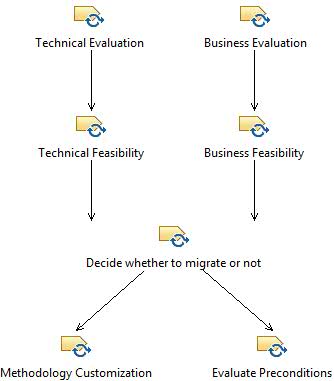 Technical Evaluation
Business Evaluation
Technical Feasibility
Business Feasibility
Decide whether to migrate or not
Methodology Customization
Evaluate Preconditions